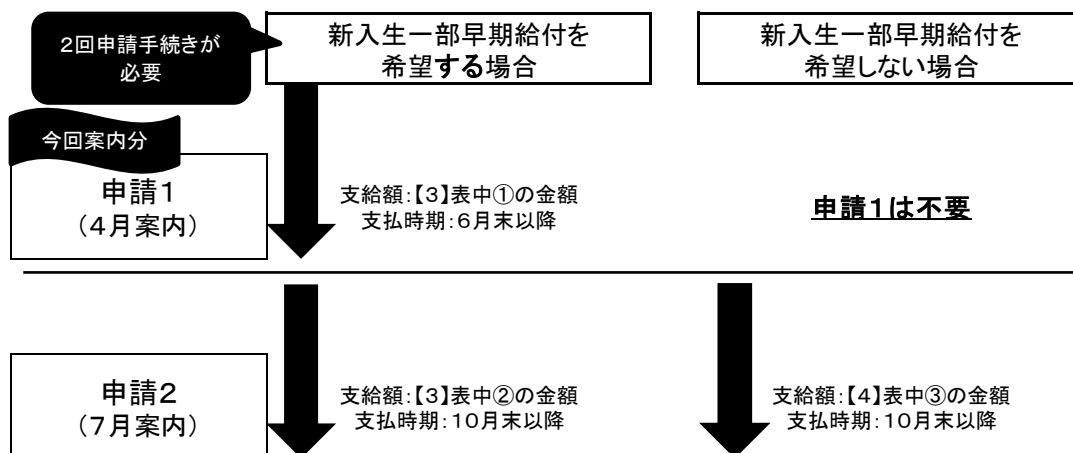 2回申請手続きが
必要
新入生一部早期給付を
希望する場合
新入生一部早期給付を
希望しない場合
今回案内分
申請1
(4月案内)
支給額:【3】表中①の金額
支払時期:6月末以降
申請1は不要
申請2
(7月案内)
支給額:【3】表中②の金額
支払時期:10月末以降
支給額:【4】表中③の金額
支払時期:10月末以降